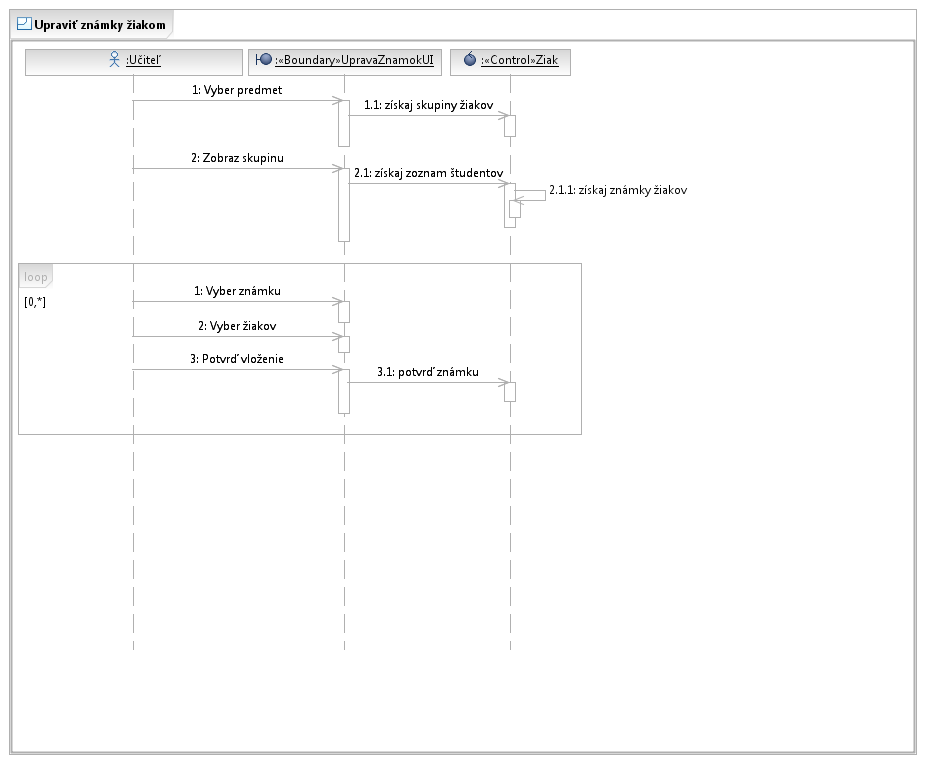 Upraviť známky žiakom
:Učiteľ
:«Boundary»UpravaZnamokUI
:«Control»Ziak
1: Vyber predmet
1.1: získaj skupiny žiakov
2: Zobraz skupinu
2.1: získaj zoznam študentov
2.1.1: získaj známky žiakov
loop
[0,*]
1: Vyber známku
2: Vyber žiakov
3: Potvrď vloženie
3.1: potvrď známku